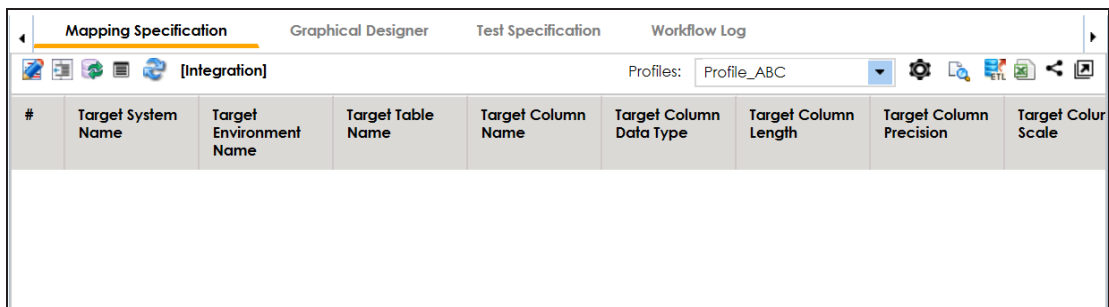 Mapping Specification Graphical Designer Test Specification Workflow Log
[Integration] Profiles: Profile_ABC ETL
# Target System Target Target Table Target Column Target Column Target Column Target Column Target Colur
Name Environment Name Name Data Type Length Precision Scale
Name